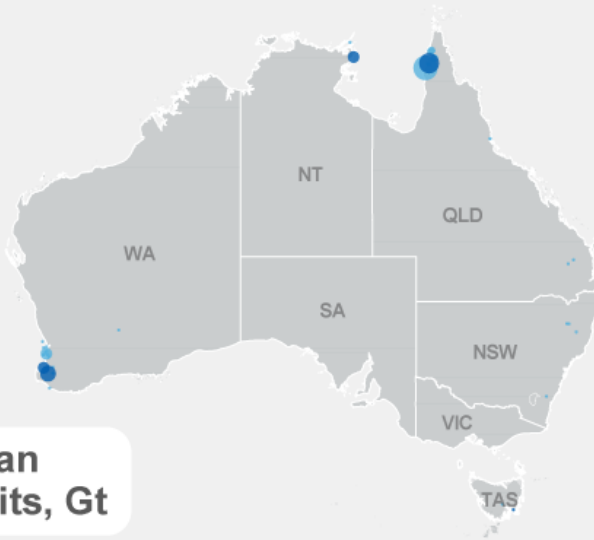 NT
QLD
WA
SA
NSW
VIC
TAS
an
its, Gt